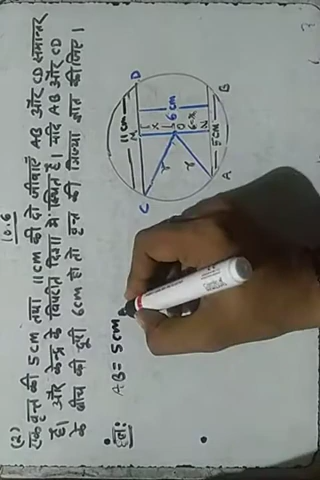 10.6
(2)
एक वृत्त की 5 cm तथा 11 cm की दो जीवाएँ AB और CD समान्तर
हैं। और केन्द्र के विपरीत दिशा में स्थित है। यदि AB और CD
के बीच की दूरी 6 cm हो तो वृत्त की त्रिज्या ज्ञात कीजिए।
हल:
AB = 5 cm
C
D
11 cm
M
x
6 cm
O
r
r
6-x
N
A
B
5 cm